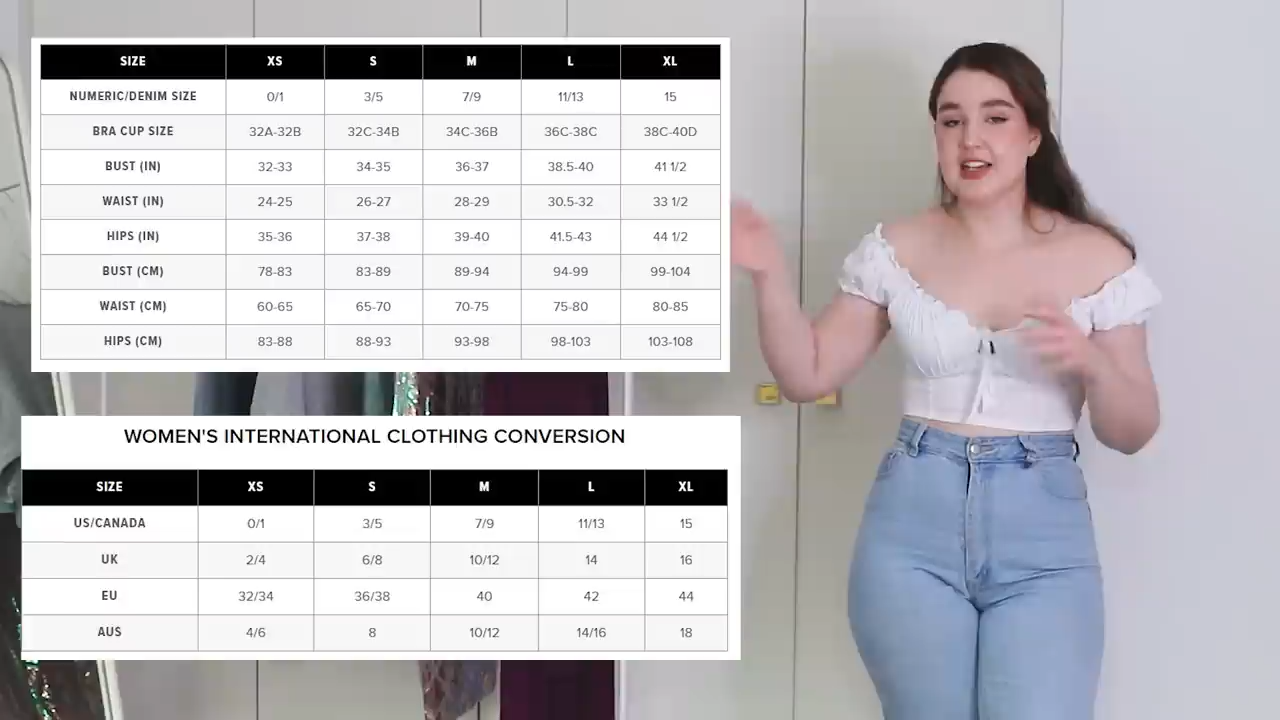 SIZE XS S M L XL
NUMERIC/DENIM SIZE 0/1 3/5 7/9 11/13 15
BRA CUP SIZE 32A-32B 32C-34B 34C-36B 36C-38C 38C-40D
BUST (IN) 32-33 34-35 36-37 38.5-40 41 1/2
WAIST (IN) 24-25 26-27 28-29 30.5-32 33 1/2
HIPS (IN) 35-36 37-38 39-40 41.5-43 44 1/2
BUST (CM) 78-83 83-89 89-94 94-99 99-104
WAIST (CM) 60-65 65-70 70-75 75-80 80-85
HIPS (CM) 83-88 88-93 93-98 98-103 103-108
WOMEN'S INTERNATIONAL CLOTHING CONVERSION
SIZE XS S M L XL
US/CANADA 0/1 3/5 7/9 11/13 15
UK 2/4 6/8 10/12 14 16
EU 32/34 36/38 40 42 44
AUS 4/6 8 10/12 14/16 18